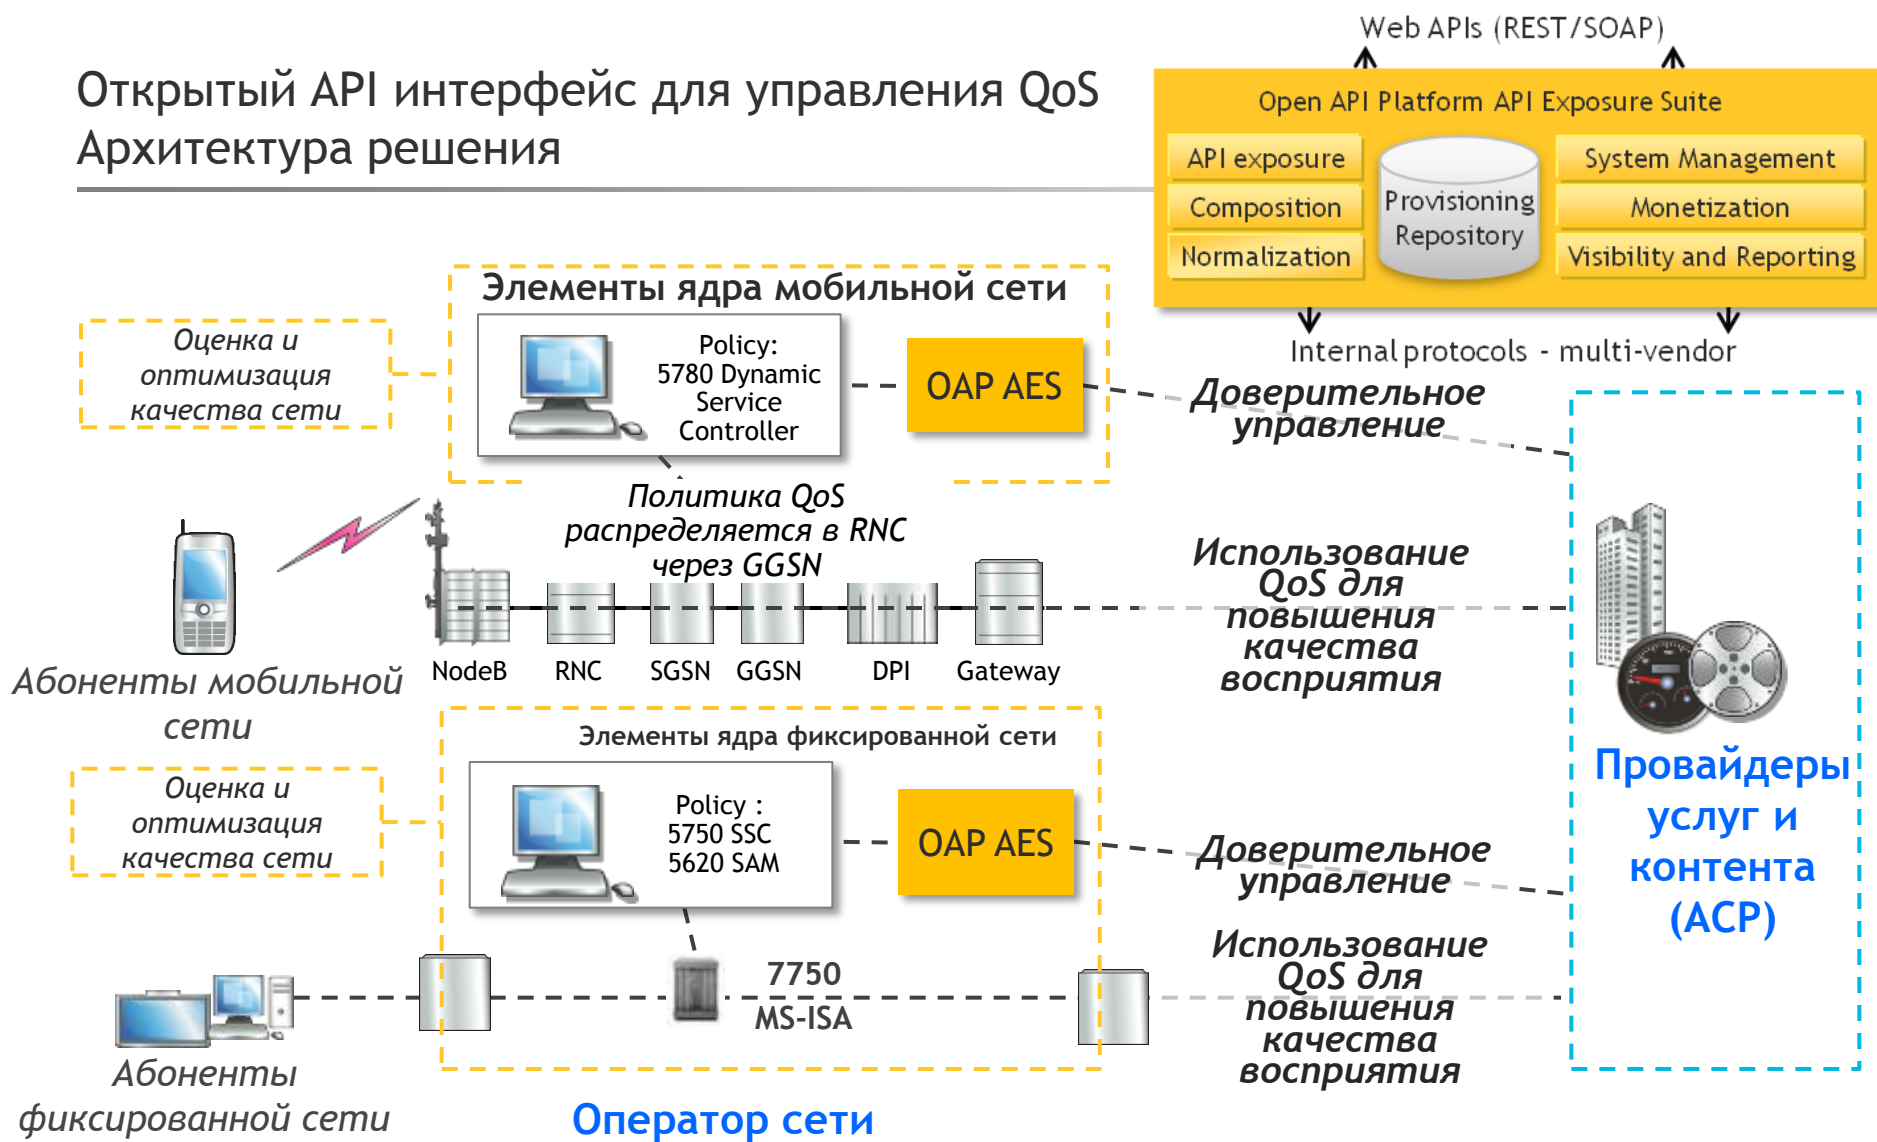 Открытый API интерфейс для управления QoS
Архитектура решения
Web APIs (REST/SOAP)
Open API Platform API Exposure Suite
API exposure
Composition
Normalization
Provisioning
Repository
System Management
Monetization
Visibility and Reporting
Internal protocols - multi-vendor
Элементы ядра мобильной сети
Оценка и
оптимизация
качества сети
Policy:
5780 Dynamic
Service
Controller
OAP AES
Доверительное
управление
Политика QoS
распределяется в RNC
через GGSN
Использование
QoS для
повышения
качества
восприятия
NodeB
RNC
SGSN
GGSN
DPI
Gateway
Абоненты мобильной
сети
Элементы ядра фиксированной сети
Оценка и
оптимизация
качества сети
Policy :
5750 SSC
5620 SAM
OAP AES
Доверительное
управление
Провайдеры
услуг и
контента
(ACP)
Использование
QoS для
повышения
качества
восприятия
7750
MS-ISA
Абоненты
фиксированной сети
Оператор сети